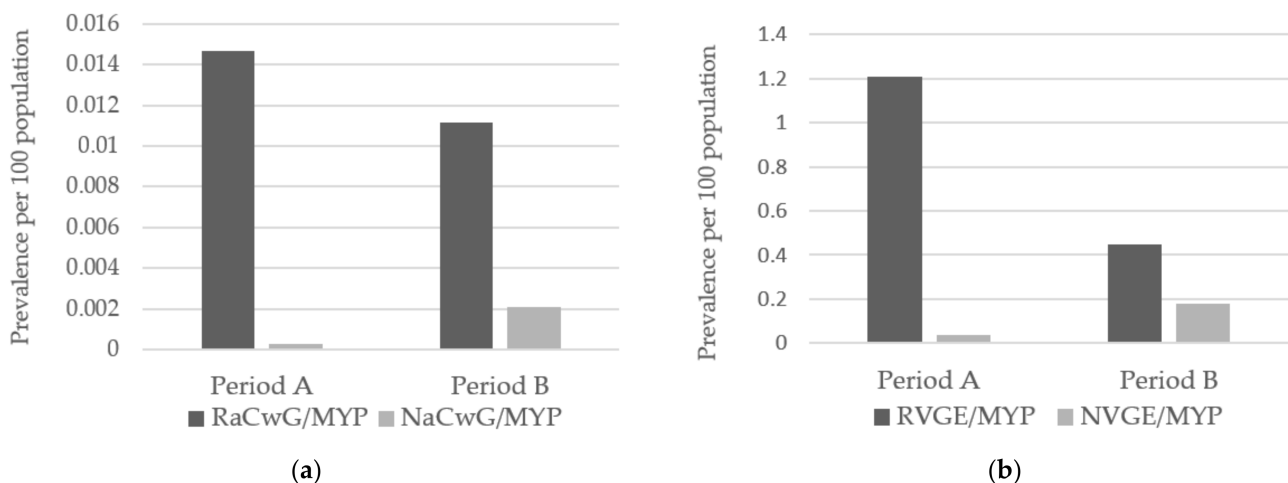 Prevalence per 100 population
0.016
0.014
0.012
0.01
0.008
0.006
0.004
0.002
0
Period A
Period B
RaCwG/MYP
NaCwG/MYP
(a)
Prevalence per 100 population
1.4
1.2
1
0.8
0.6
0.4
0.2
0
Period A
Period B
RVGE/MYP
NVGE/MYP
(b)